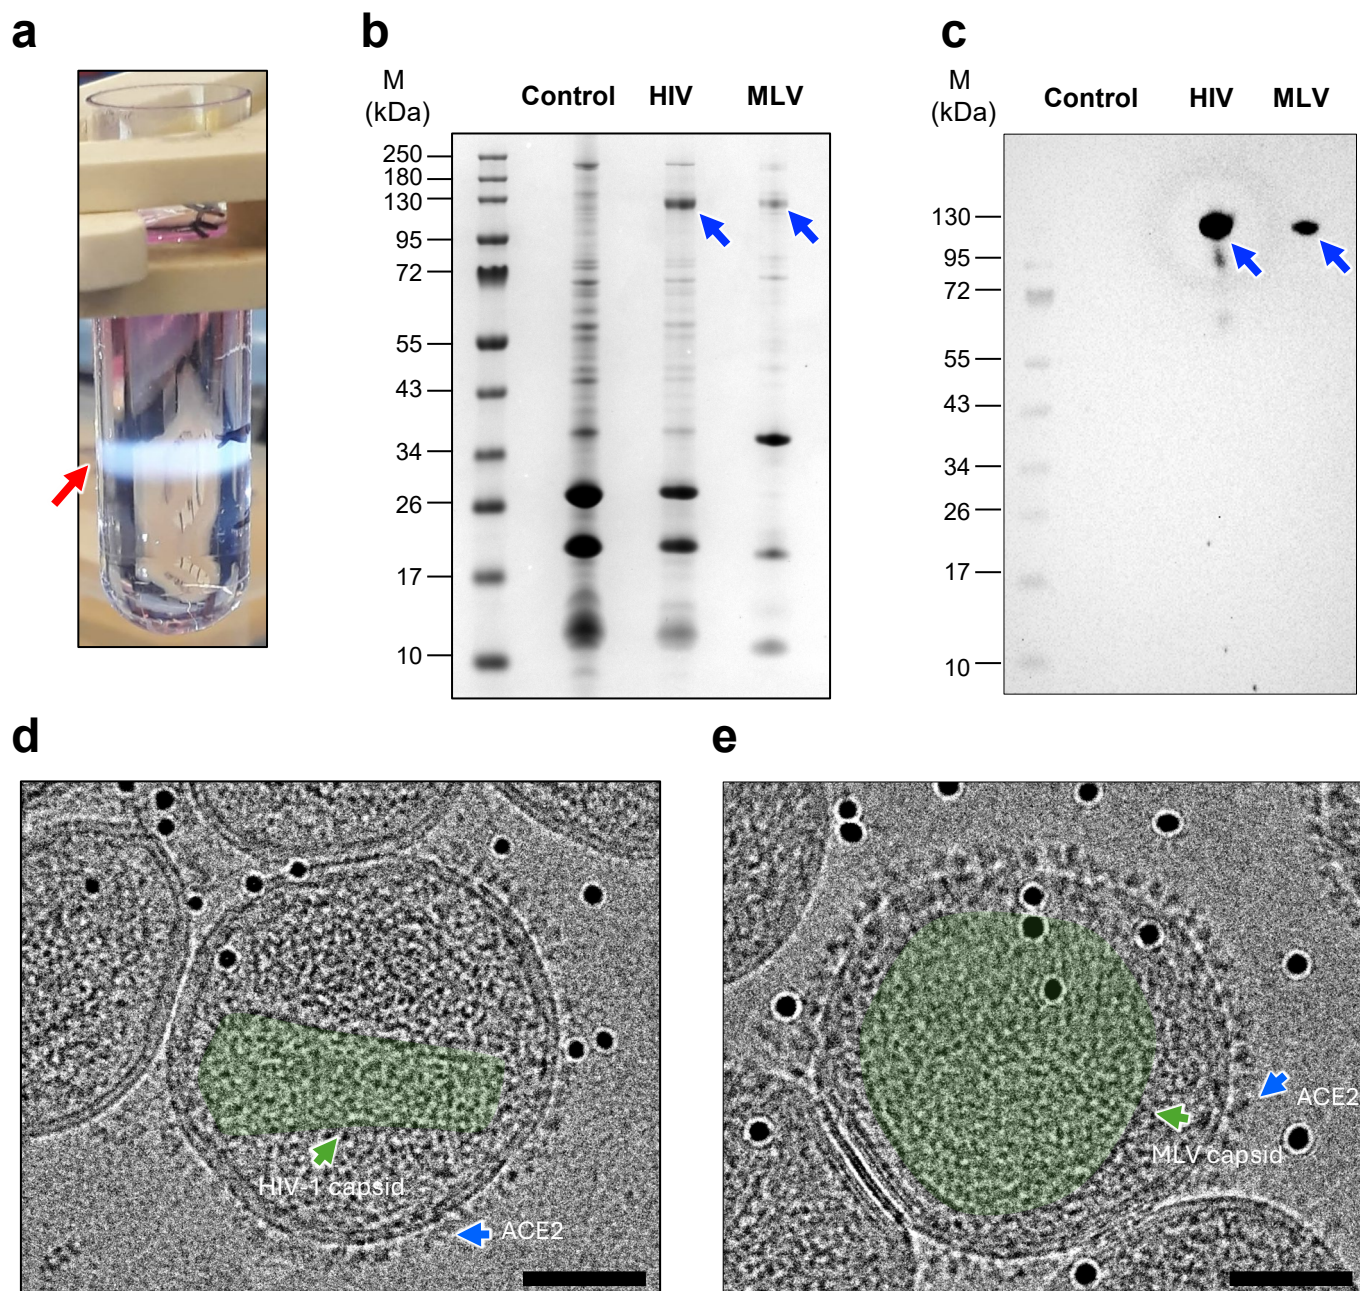 a
b
c
M
(kDa)
Control
HIV
MLV
250
180
130
95
72
55
43
34
26
17
10
M
(kDa)
Control
HIV
MLV
130
95
72
55
43
34
26
17
10
d
e
HIV-1 capsid
ACE2
ACE2
MLV capsid